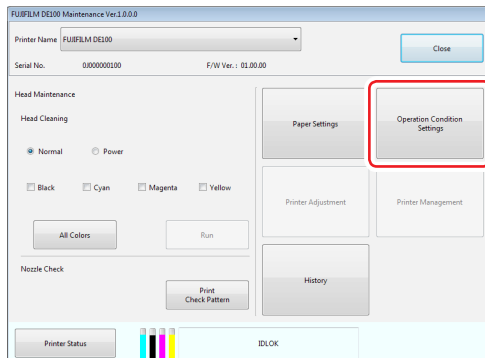 FUJIFILM DE100 Maintenance Ver.1.0.0.0
Printer Name FUJIFILM DE100
Close
Serial No. 0J000000100 F/W Ver. : 01.00.00
Head Maintenance
Head Cleaning
Normal Power
Black Cyan Magenta Yellow
All Colors Run
Nozzle Check
Print
Check Pattern
Paper Settings
Operation Condition
Settings
Printer Adjustment
Printer Management
History
Printer Status
IDLOK